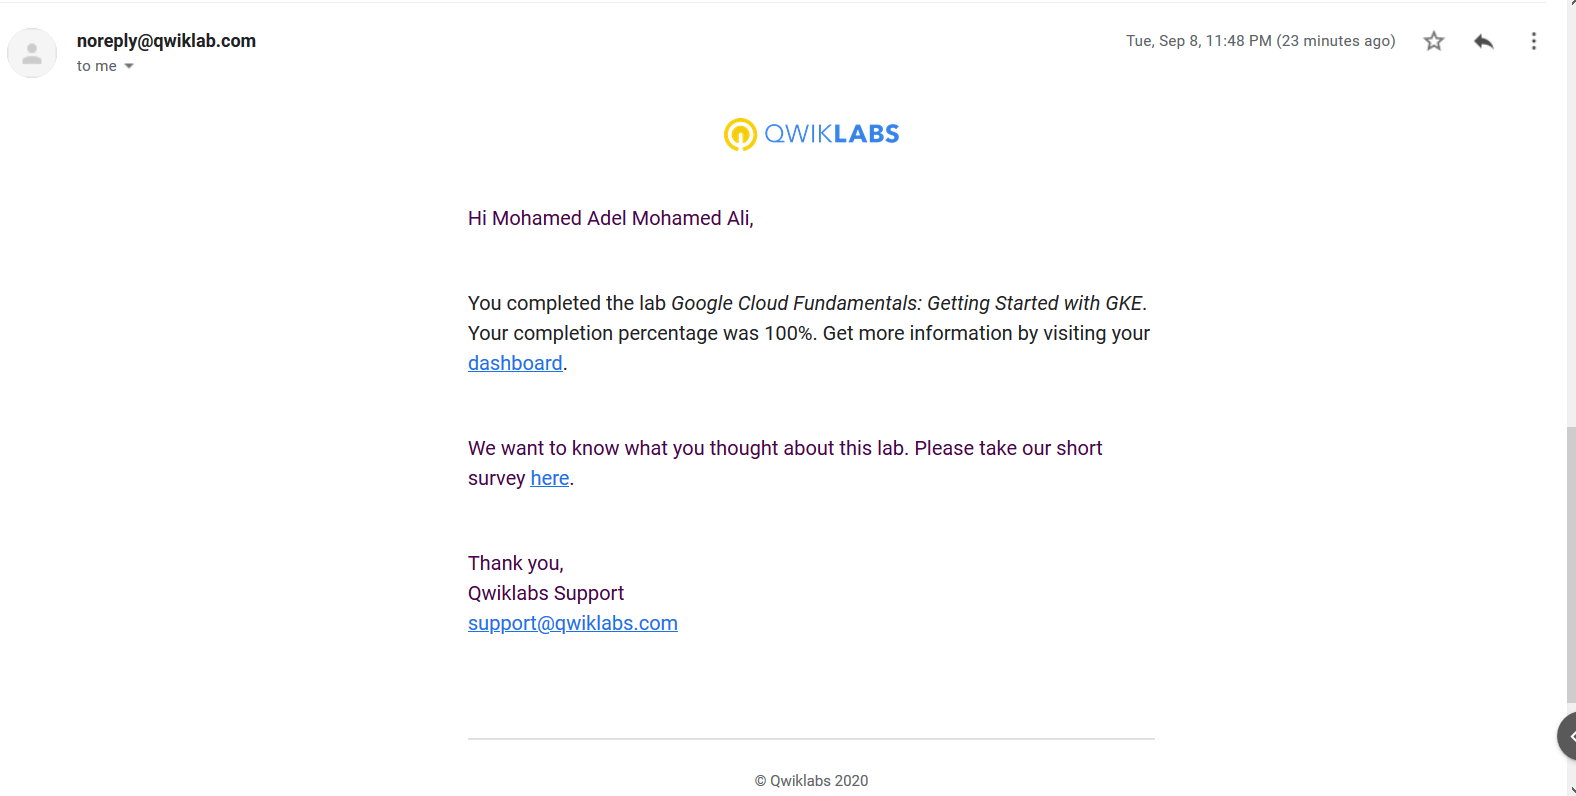 noreply@qwiklab.com
Tue, Sep 8, 11:48 PM (23 minutes ago)
to me
QWIKLABS
Hi Mohamed Adel Mohamed Ali,
You completed the lab Google Cloud Fundamentals: Getting Started with GKE.
Your completion percentage was 100%. Get more information by visiting your
dashboard.
We want to know what you thought about this lab. Please take our short
survey here.
Thank you,
Qwiklabs Support
support@qwiklabs.com
© Qwiklabs 2020